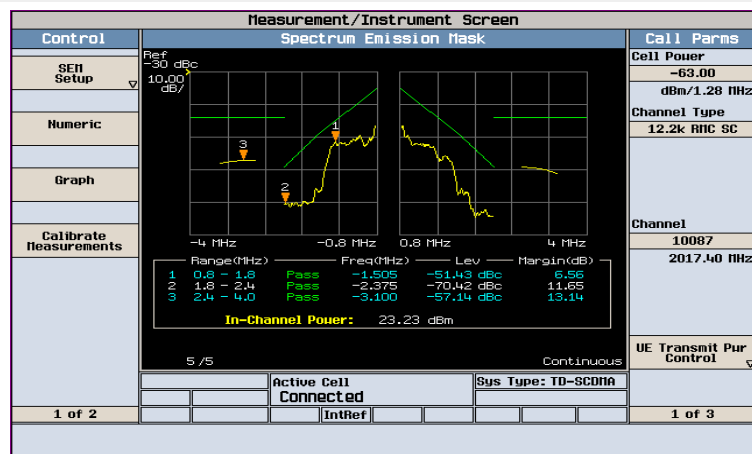 Measurement/Instrument Screen
Control
Spectrum Emission Mask
Call Parms
SEM
Setup
Numeric
Graph
Calibrate
Measurements
1 of 2
Ref
-30 dBc
10.00
dB/
1
3
2
-4 MHz -0.8 MHz 0.8 MHz 4 MHz
Range(MHz) Freq(MHz) Lev Margin(dB)
1 0.8 - 1.8 Pass -1.505 -51.43 dBc 6.56
2 1.8 - 2.4 Pass -2.375 -70.42 dBc 11.65
3 2.4 - 4.0 Pass -3.100 -57.14 dBc 13.14
In-Channel Power: 23.23 dBm
5/5 Continuous
Active Cell
Connected
Sys Type: TD-SCDMA
IntRef
Cell Power
-63.00
dBm/1.28 MHz
Channel Type
12.2k RMC SC
Channel
10087
2017.40 MHz
UE Transmit Pwr
Control
1 of 3